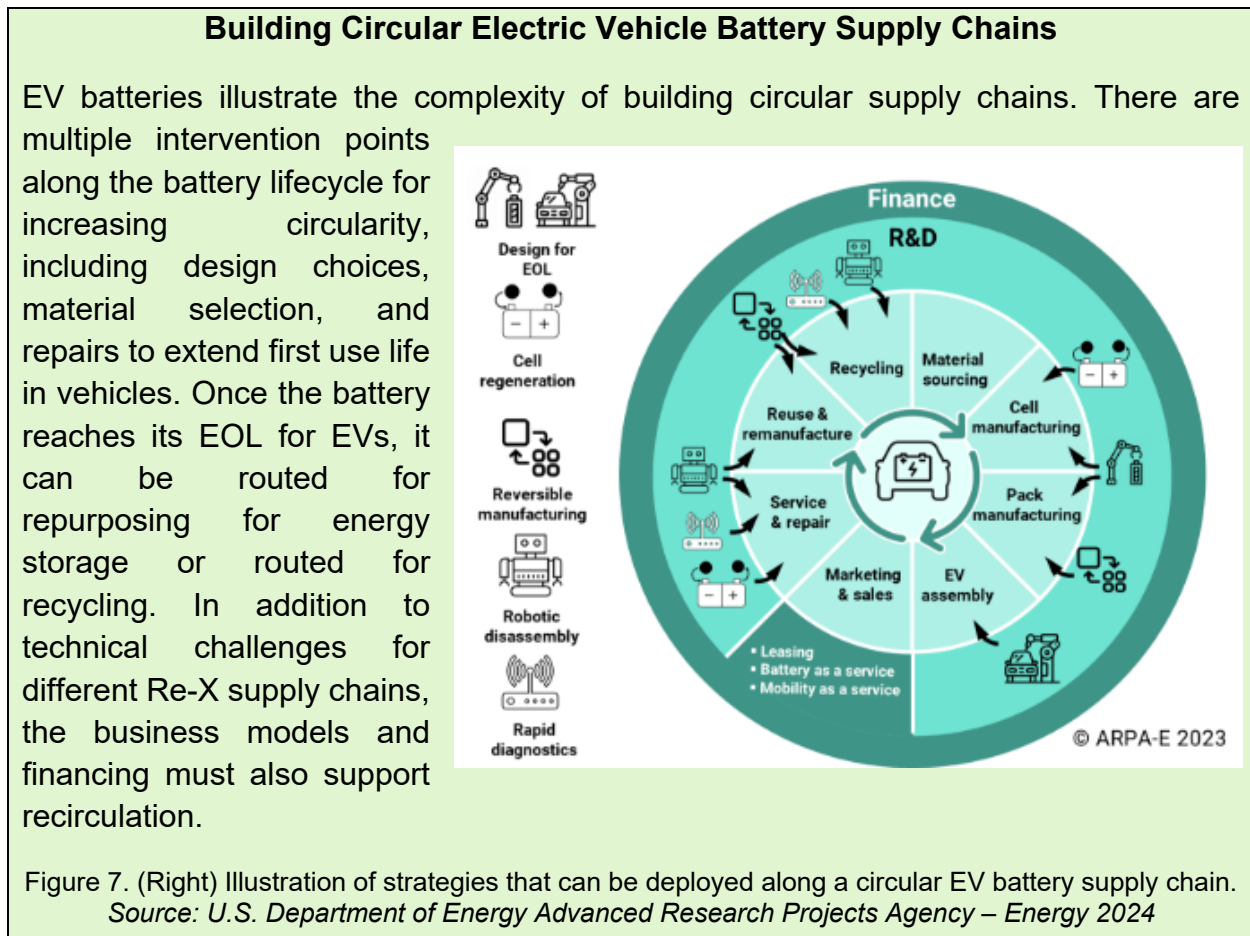 Building Circular Electric Vehicle Battery Supply Chains
EV batteries illustrate the complexity of building circular supply chains. There are
multiple intervention points
along the battery lifecycle for
increasing circularity,
including design choices,
material selection, and
repairs to extend first use life
in vehicles. Once the battery
reaches its EOL for EVs, it
can be routed for
repurposing for energy
storage or routed for
recycling. In addition to
technical challenges for
different Re-X supply chains,
the business models and
financing must also support
recirculation.
Design for
EOL
Cell
regeneration
Reversible
manufacturing
Robotic
disassembly
Rapid
diagnostics
Finance
R&D
Recycling
Material
sourcing
Cell
manufacturing
Pack
manufacturing
EV
assembly
Marketing
& sales
Service
& repair
Reuse &
remanufacture
▪ Leasing
▪ Battery as a service
▪ Mobility as a service
© ARPA-E 2023
Figure 7. (Right) Illustration of strategies that can be deployed along a circular EV battery supply chain.
Source: U.S. Department of Energy Advanced Research Projects Agency – Energy 2024